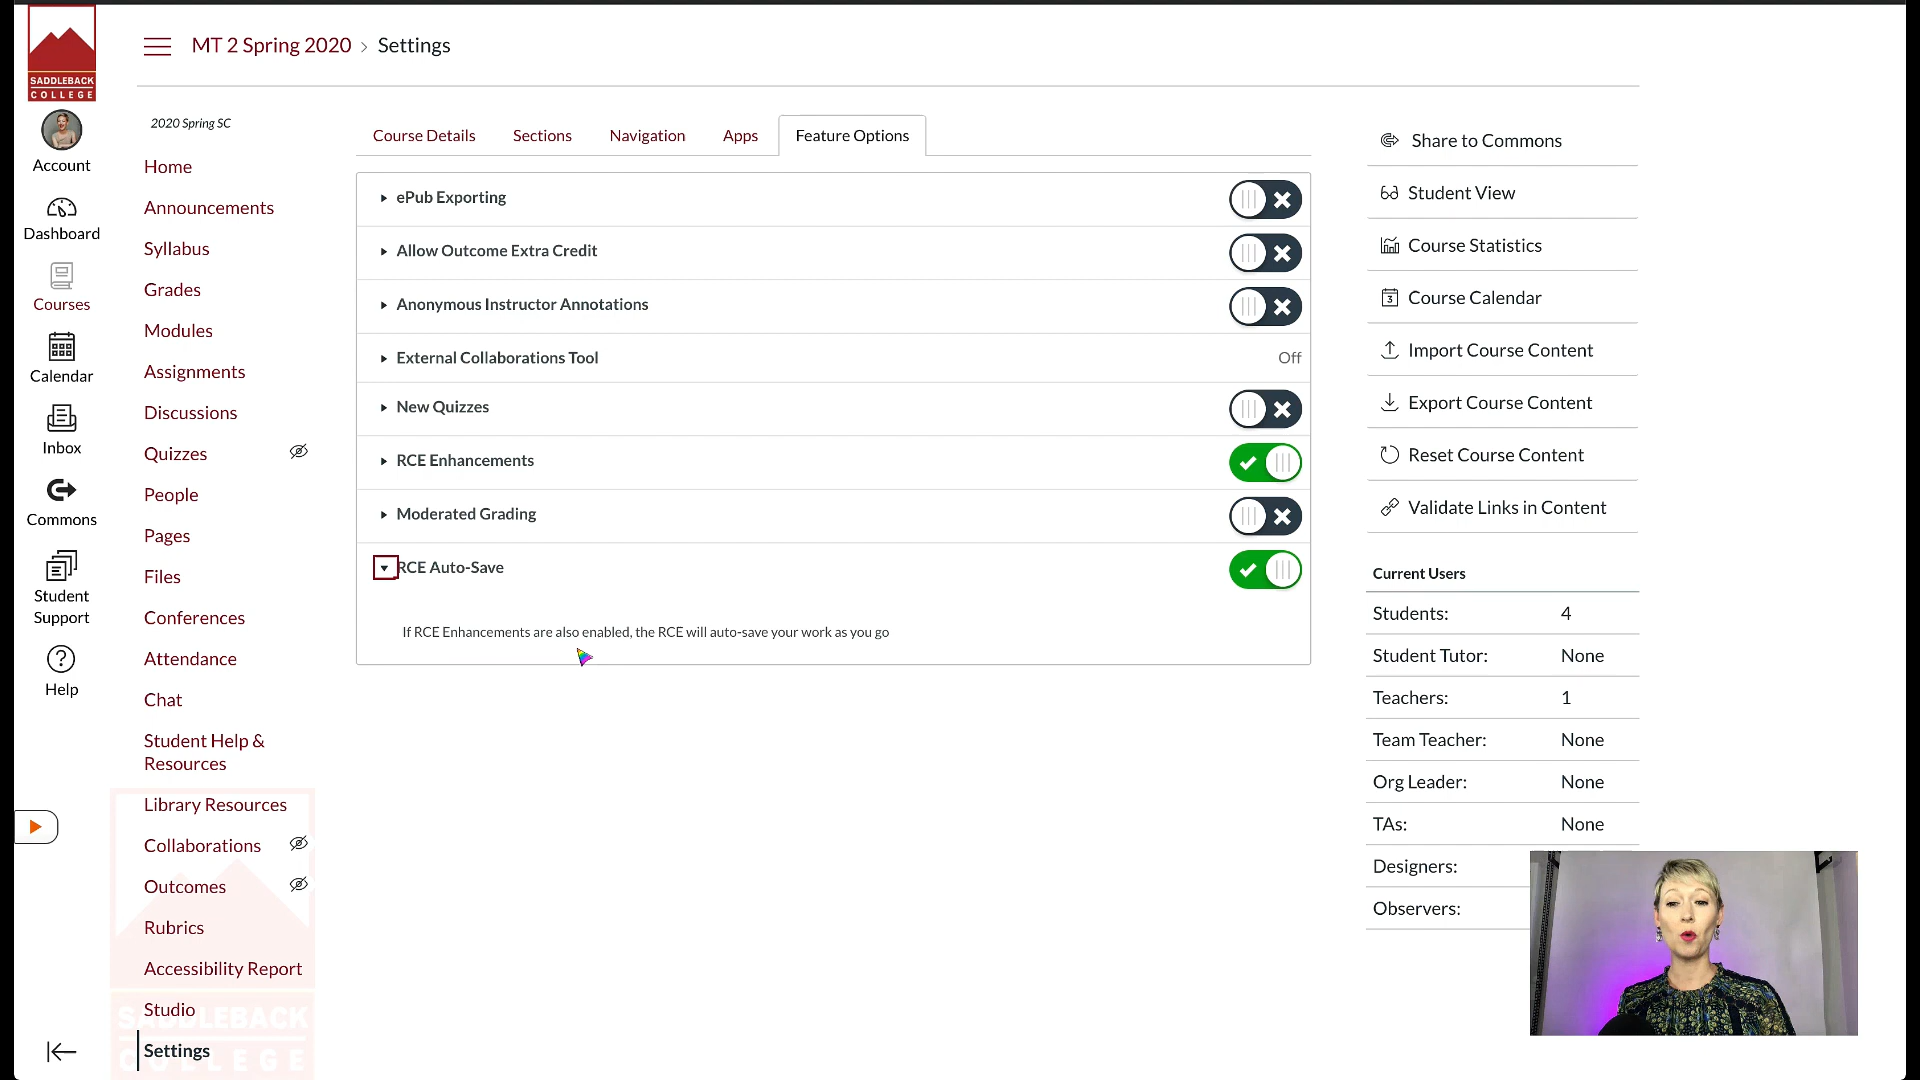 SADDLEBACK
COLLEGE
MT 2 Spring 2020 > Settings
Account
Dashboard
Courses
Calendar
Inbox
Commons
Student
Support
Help
2020 Spring SC
Home
Announcements
Syllabus
Grades
Modules
Assignments
Discussions
Quizzes
People
Pages
Files
Conferences
Attendance
Chat
Student Help &
Resources
Library Resources
Collaborations
Outcomes
Rubrics
Accessibility Report
Studio
Settings
SADDLEBACK
COLLEGE
Course Details
Sections
Navigation
Apps
Feature Options
ePub Exporting
Allow Outcome Extra Credit
Anonymous Instructor Annotations
External Collaborations Tool Off
New Quizzes
RCE Enhancements
Moderated Grading
RCE Auto-Save
If RCE Enhancements are also enabled, the RCE will auto-save your work as you go
Share to Commons
Student View
Course Statistics
3 Course Calendar
Import Course Content
Export Course Content
Reset Course Content
Validate Links in Content
Current Users
Students: 4
Student Tutor: None
Teachers: 1
Team Teacher: None
Org Leader: None
TAs: None
Designers:
Observers: